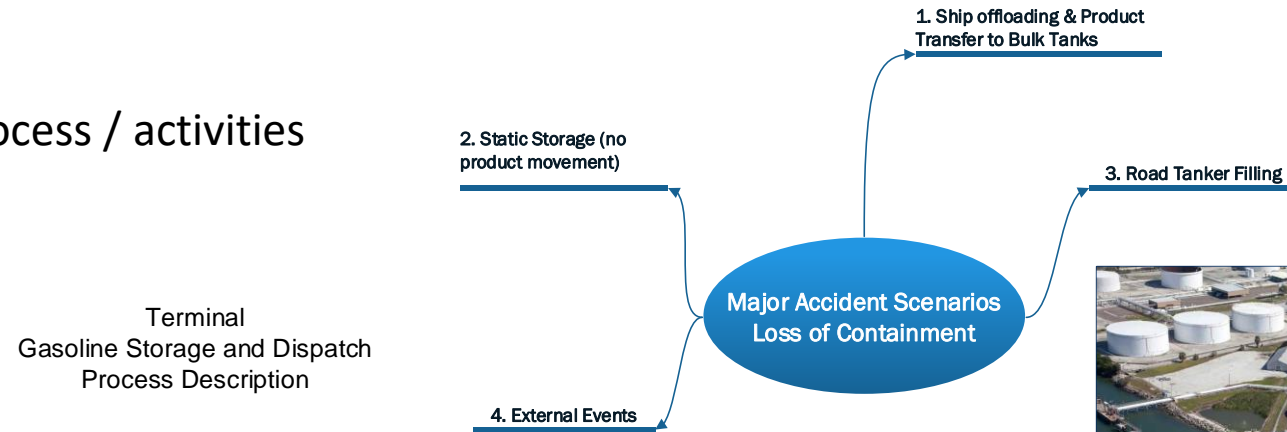 1. Ship offloading & Product
Transfer to Bulk Tanks
/ activities
2. Static Storage (no
product movement)
3. Road Tanker Filling
Terminal
Gasoline Storage and Dispatch
Process Description
Major Accident Scenarios
Loss of Containment
4. External Events